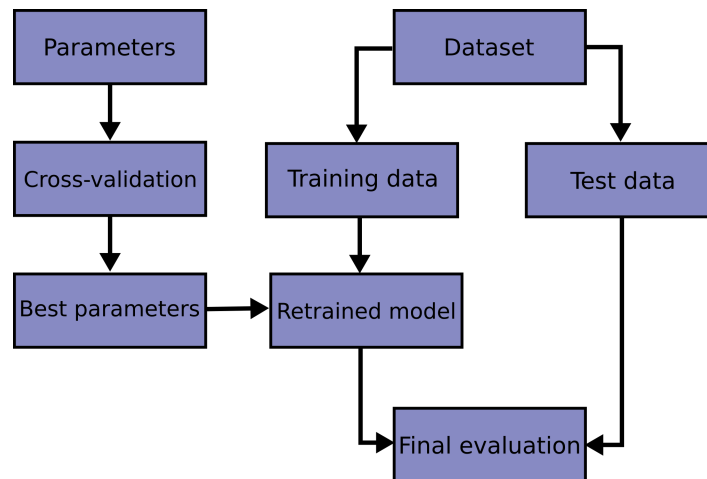 Parameters
Dataset
Cross-validation
Training data
Test data
Best parameters
Retrained model
Final evaluation